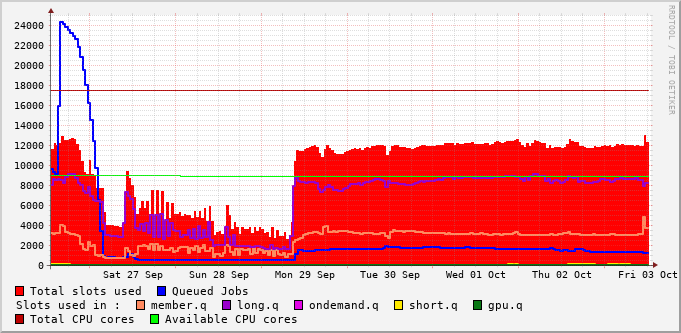 24000
22000
20000
18000
16000
14000
12000
10000
8000
6000
4000
2000
0
Sat 27 Sep Sun 28 Sep Mon 29 Sep Tue 30 Sep Wed 01 Oct Thu 02 Oct Fri 03 Oct
Total slots used Queued Jobs
Slots used in : member.q long.q ondemand.q short.q gpu.q
Total CPU cores Available CPU cores
RRDTOOL / TOBI OETIKER